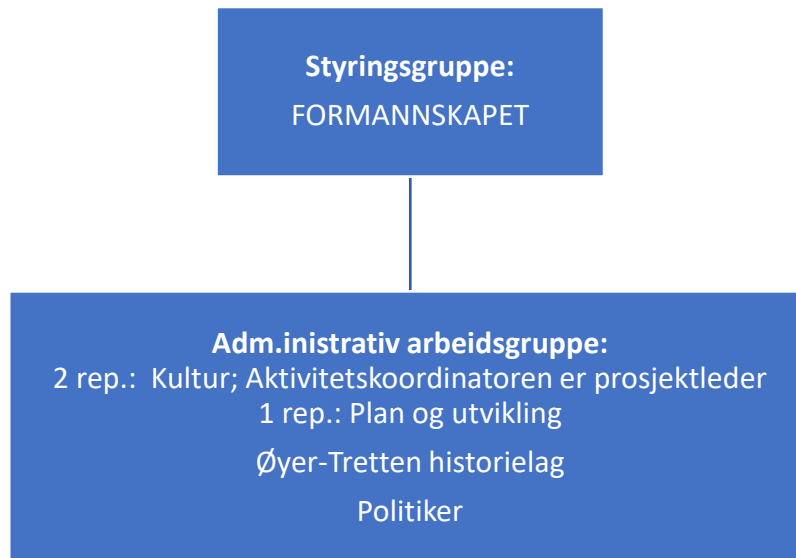 Styringsgruppe:
FORMANNSKAPET
Adm.inistrativ arbeidsgruppe:
2 rep.: Kultur; Aktivitetskoordinatoren er prosjektleder
1 rep.: Plan og utvikling
Øyer-Tretten historielag
Politiker